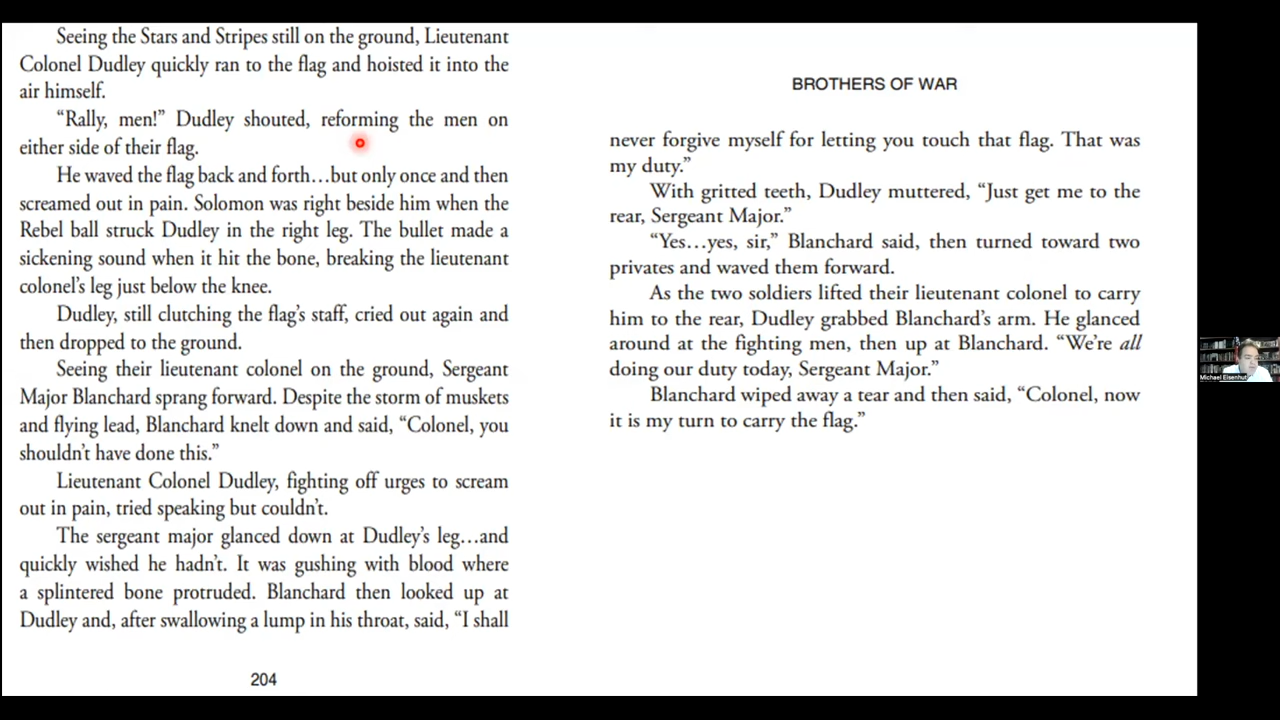 Seeing the Stars and Stripes still on the ground, Lieutenant
Colonel Dudley quickly ran to the flag and hoisted it into the
air himself.
“Rally, men!” Dudley shouted, reforming the men on
either side of their flag.
He waved the flag back and forth…but only once and then
screamed out in pain. Solomon was right beside him when the
Rebel ball struck Dudley in the right leg. The bullet made a
sickening sound when it hit the bone, breaking the lieutenant
colonel’s leg just below the knee.
Dudley, still clutching the flag’s staff, cried out again and
then dropped to the ground.
Seeing their lieutenant colonel on the ground, Sergeant
Major Blanchard sprang forward. Despite the storm of muskets
and flying lead, Blanchard knelt down and said, “Colonel, you
shouldn’t have done this.”
Lieutenant Colonel Dudley, fighting off urges to scream
out in pain, tried speaking but couldn’t.
The sergeant major glanced down at Dudley’s leg…and
quickly wished he hadn’t. It was gushing with blood where
a splintered bone protruded. Blanchard then looked up at
Dudley and, after swallowing a lump in his throat, said, “I shall
204
BROTHERS OF WAR
never forgive myself for letting you touch that flag. That was
my duty.”
With gritted teeth, Dudley muttered, “Just get me to the
rear, Sergeant Major.”
“Yes…yes, sir,” Blanchard said, then turned toward two
privates and waved them forward.
As the two soldiers lifted their lieutenant colonel to carry
him to the rear, Dudley grabbed Blanchard’s arm. He glanced
around at the fighting men, then up at Blanchard. “We’re all
doing our duty today, Sergeant Major.”
Blanchard wiped away a tear and then said, “Colonel, now
it is my turn to carry the flag.”
Michael Eisenhut